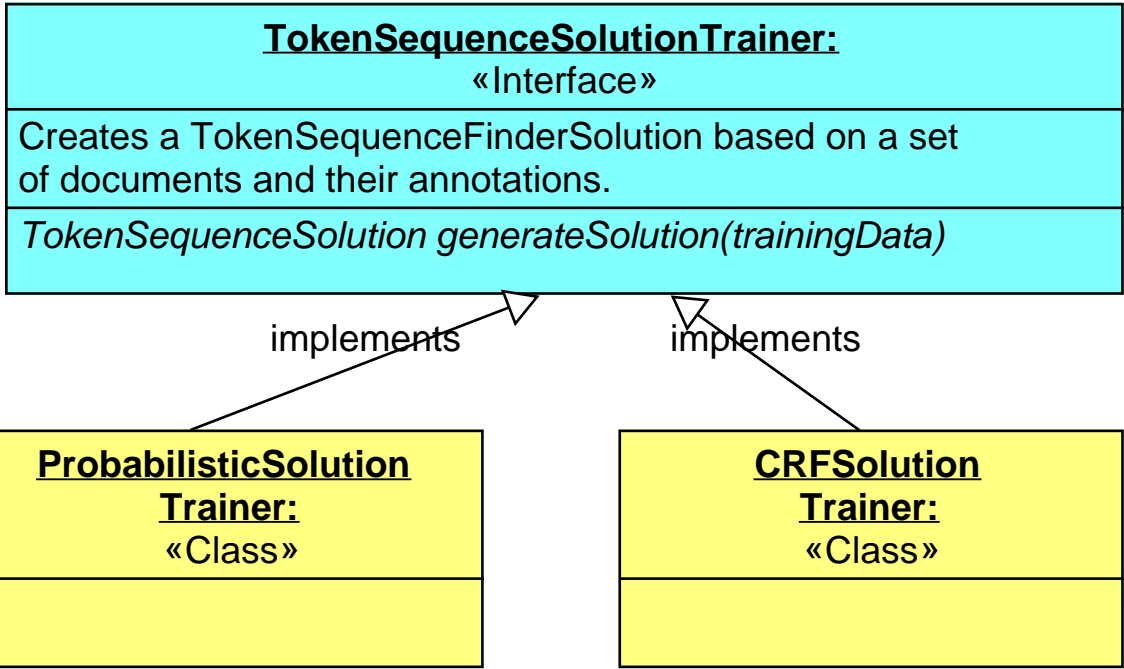 TokenSequenceSolutionTrainer:
«Interface»
Creates a TokenSequenceFinderSolution based on a set
of documents and their annotations.
TokenSequenceSolution generateSolution(trainingData)
implements
implements
ProbabilisticSolution
Trainer:
«Class»
CRFSolution
Trainer:
«Class»